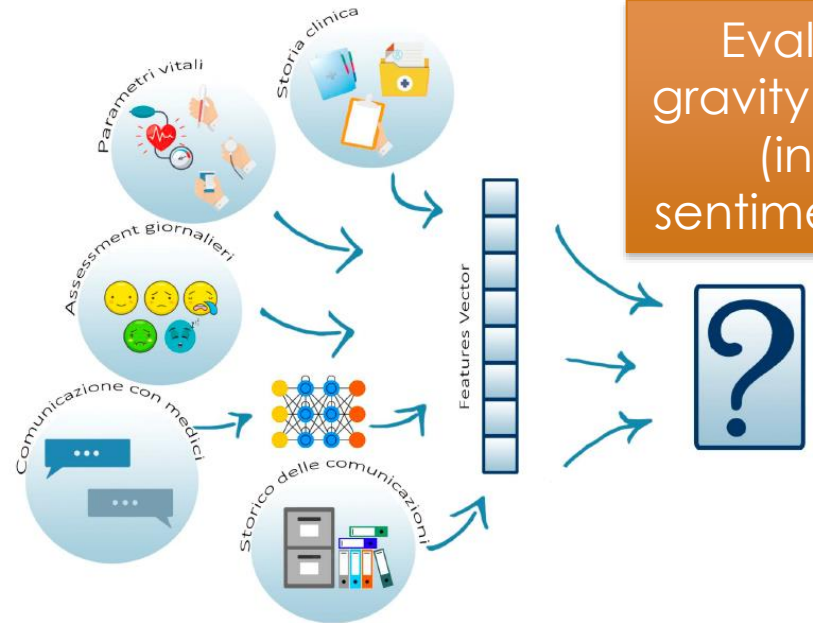 Storia clinica
Parametri vitali
Assessment giornalieri
Comunicazione con medici
Storico delle comunicazioni
Features Vector
?
Eval
gravity
(in
sentime